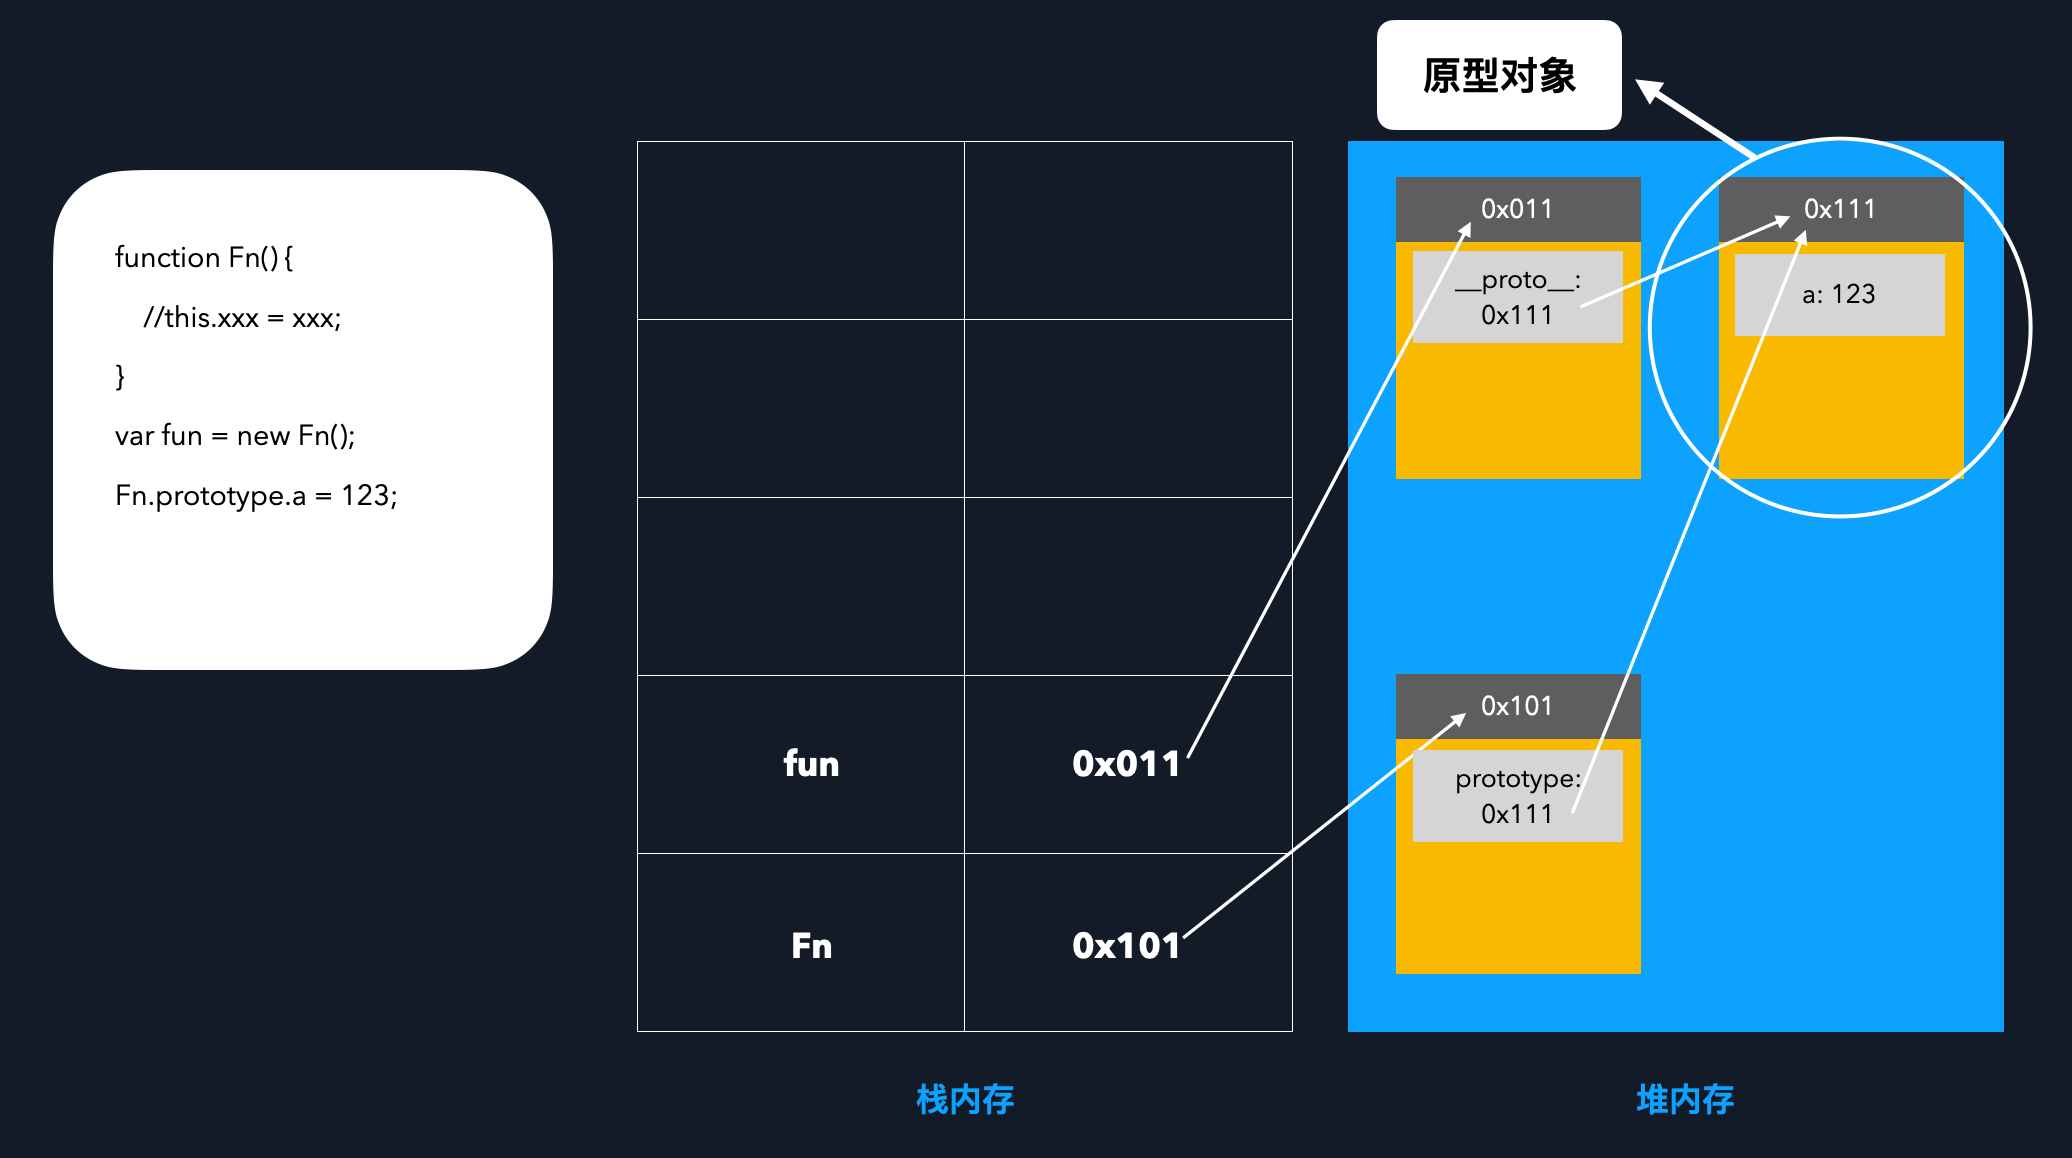 原型对象
function Fn() {
//this.xxx = xxx;
}
var fun = new Fn();
Fn.prototype.a = 123;
fun
0x011
Fn
0x101
栈内存
0x011
__proto__:
0x111
0x111
a: 123
0x101
prototype:
0x111
堆内存